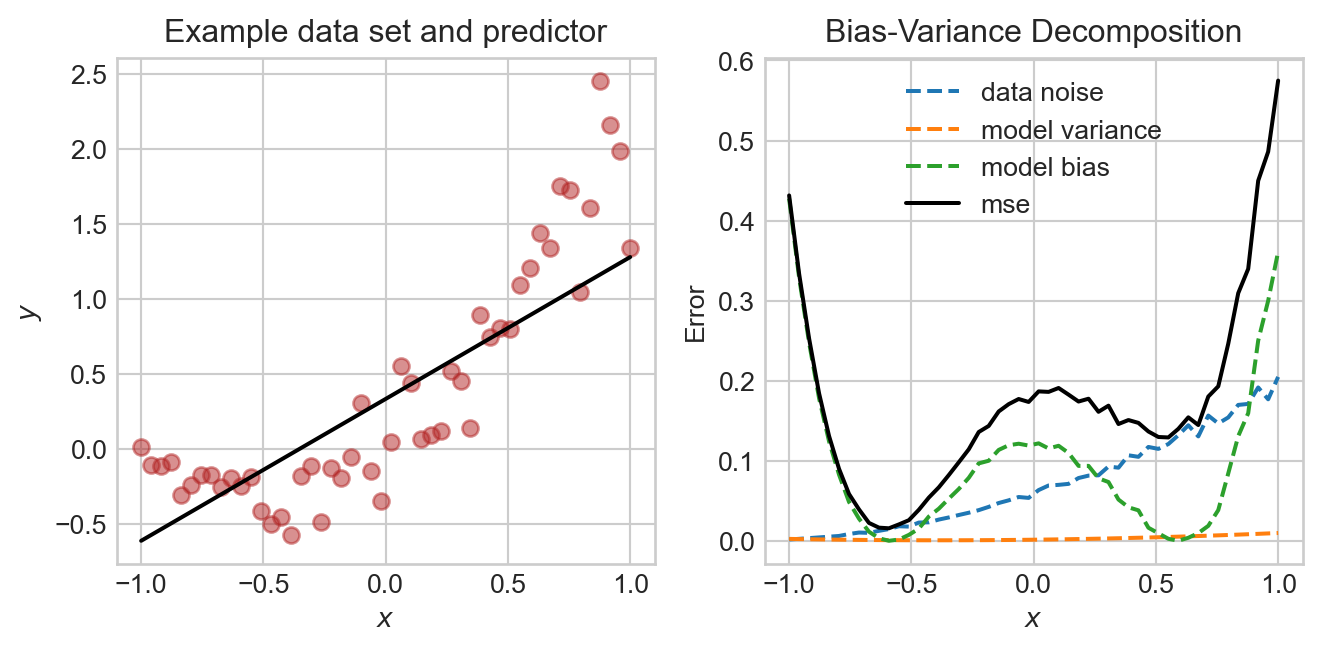 Example data set and predictor
2.5
2.0
1.5
1.0
0.5
0.0
−0.5
y
−1.0 −0.5 0.0 0.5 1.0
x
Bias-Variance Decomposition
0.6
0.5
0.4
0.3
0.2
0.1
0.0
Error
data noise
model variance
model bias
mse
−1.0 −0.5 0.0 0.5 1.0
x